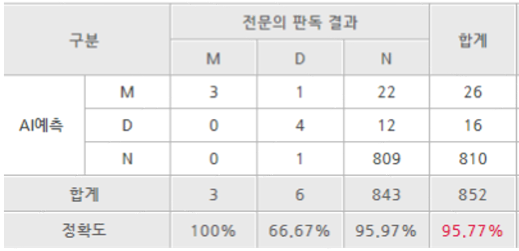 구분 전문의 판독 결과 합계
M D N
AI예측 M 3 1 22 26
D 0 4 12 16
N 0 1 809 810
합계 3 6 843 852
정확도 100% 66.67% 95.97% 95.77%